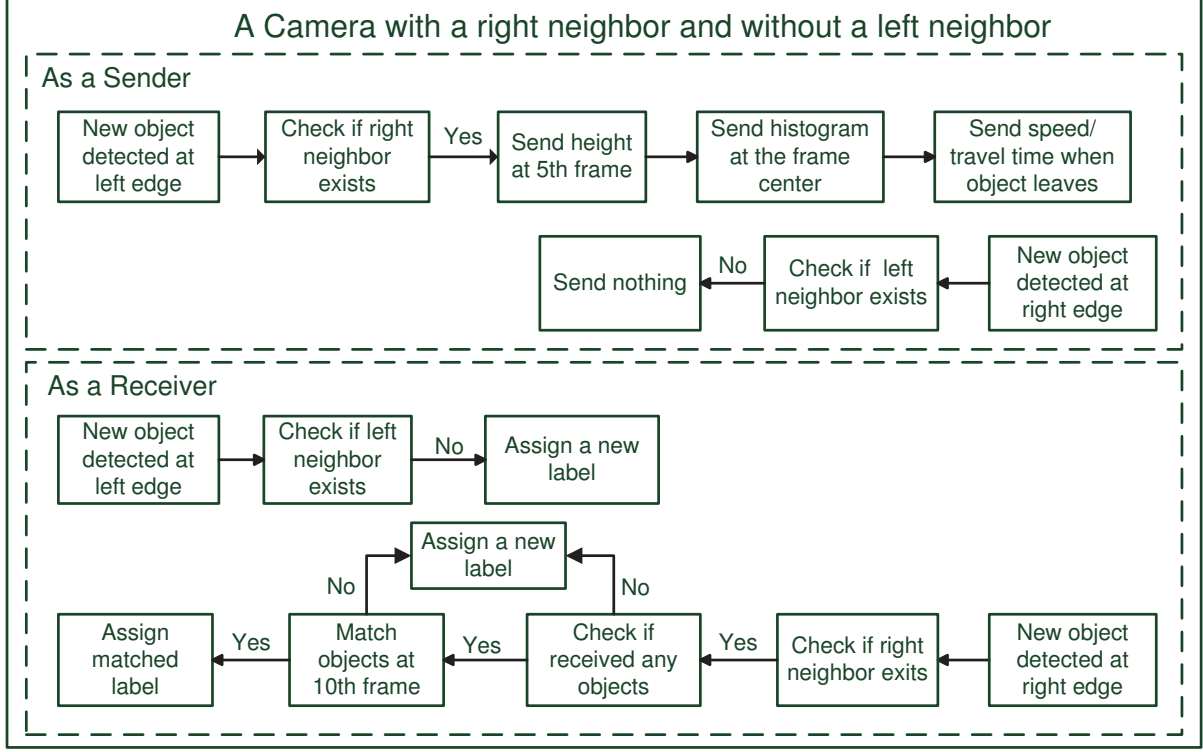 A Camera with a right neighbor and without a left neighbor
As a Sender
New object
detected at
left edge
Check if right
neighbor
exists
Yes
Send height
at 5th frame
Send histogram
at the frame
center
Send speed/
travel time when
object leaves
Send nothing
No
Check if left
neighbor exists
New object
detected at
right edge
As a Receiver
New object
detected at
left edge
Check if left
neighbor
exists
No
Assign a new
label
Assign a new
label
No
No
Assign
matched
label
Yes
Match
objects at
10th frame
Yes
Check if
received any
objects
Yes
Check if right
neighbor exits
New object
detected at
right edge